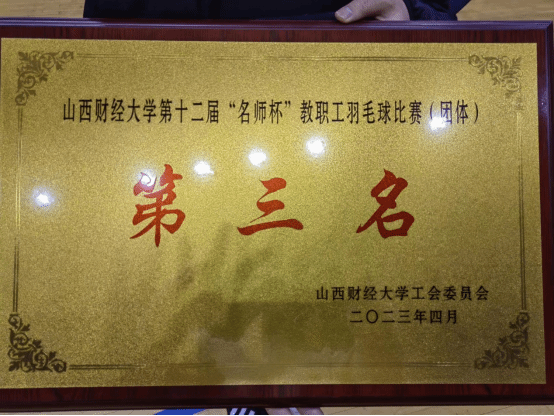 山西财经大学第十二届“名师杯”教职工羽毛球比赛（团体）
第三名
山西财经大学工会委员会
二〇二三年四月